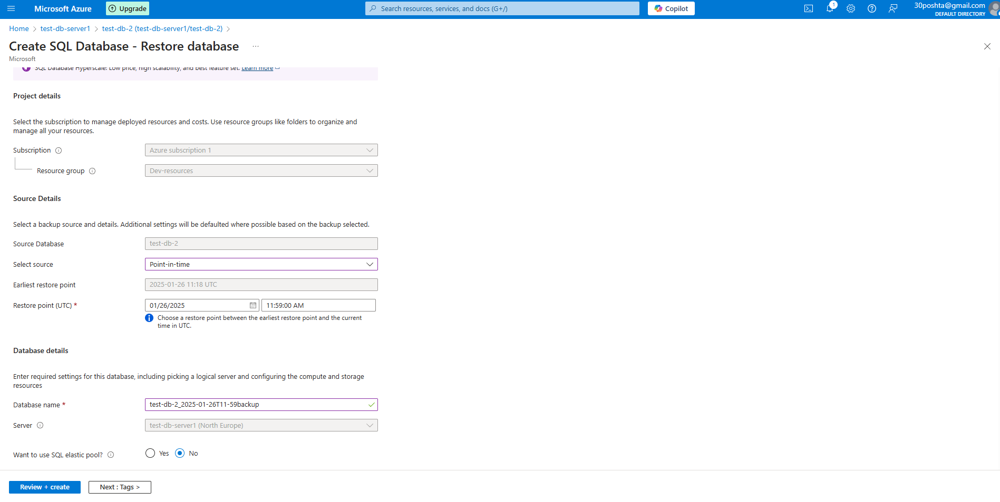 Microsoft Azure
Upgrade
Search resources, services, and docs (G+/)
Copilot
1
30poshta@gmail.com
DEFAULT DIRECTORY
Home > test-db-server1 > test-db-2 (test-db-server1/test-db-2) >
Create SQL Database - Restore database ...
Microsoft
SQL Database Hyperscale: Low price, high scalability, and best feature set. Learn more
Project details
Select the subscription to manage deployed resources and costs. Use resource groups like folders to organize and
manage all your resources.
Subscription
Azure subscription 1
Resource group
Dev-resources
Source Details
Select a backup source and details. Additional settings will be defaulted where possible based on the backup selected.
Source Database
test-db-2
Select source
Point-in-time
Earliest restore point
2025-01-26 11:18 UTC
Restore point (UTC) *
01/26/2025
11:59:00 AM
Choose a restore point between the earliest restore point and the current
time in UTC.
Database details
Enter required settings for this database, including picking a logical server and configuring the compute and storage
resources
Database name *
test-db-2_2025-01-26T11-59backup
Server
test-db-server1 (North Europe)
Want to use SQL elastic pool?
Yes
No
Review + create
Next : Tags >